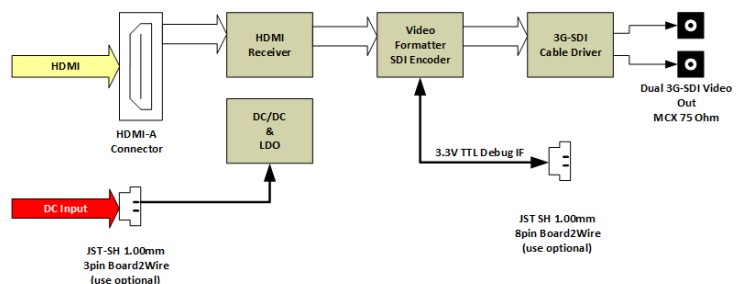 HDMI
HDMI-A
Connector
HDMI
Receiver
Video
Formatter
SDI Encoder
3G-SDI
Cable Driver
Dual 3G-SDI Video
Out
MCX 75 Ohm
DC/DC
&
LDO
3.3V TTL Debug IF
DC Input
JST-SH 1.00mm
3pin Board2Wire
(use optional)
JST SH 1.00mm
8pin Board2Wire
(use optional)